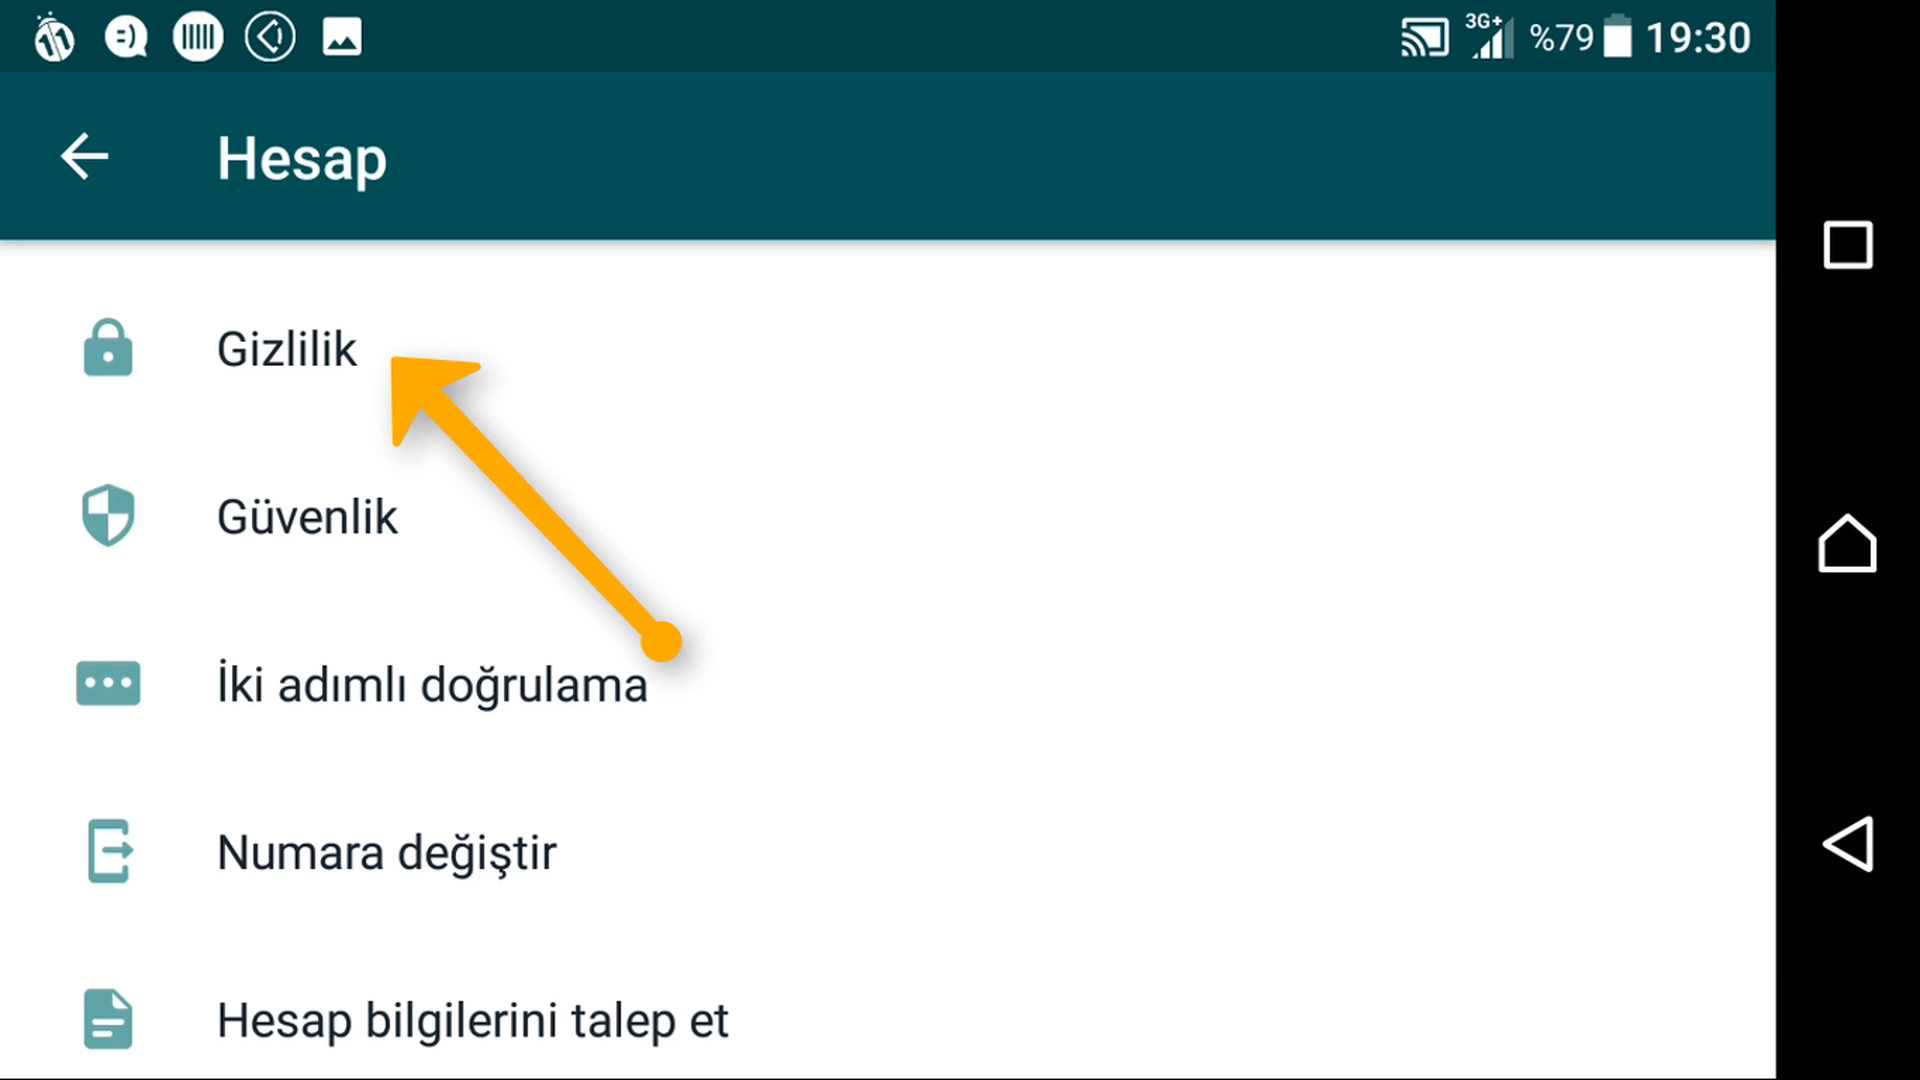 3G+ %79 19:30
Hesap
Gizlilik
Güvenlik
İki adımlı doğrulama
Numara değiştir
Hesap bilgilerini talep et